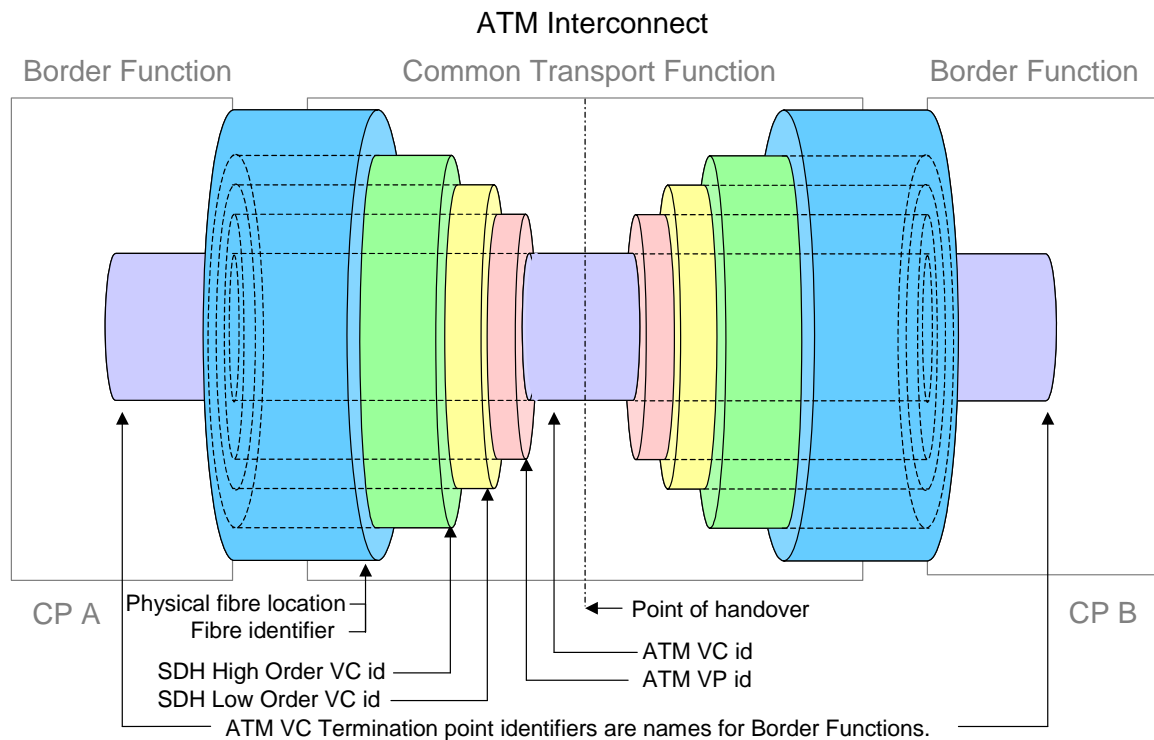 ATM Interconnect
Border Function
Common Transport Function
Border Function
CP A
CP B
Physical fibre location
Fibre identifier
Point of handover
SDH High Order VC id
SDH Low Order VC id
ATM VC id
ATM VP id
ATM VC Termination point identifiers are names for Border Functions.